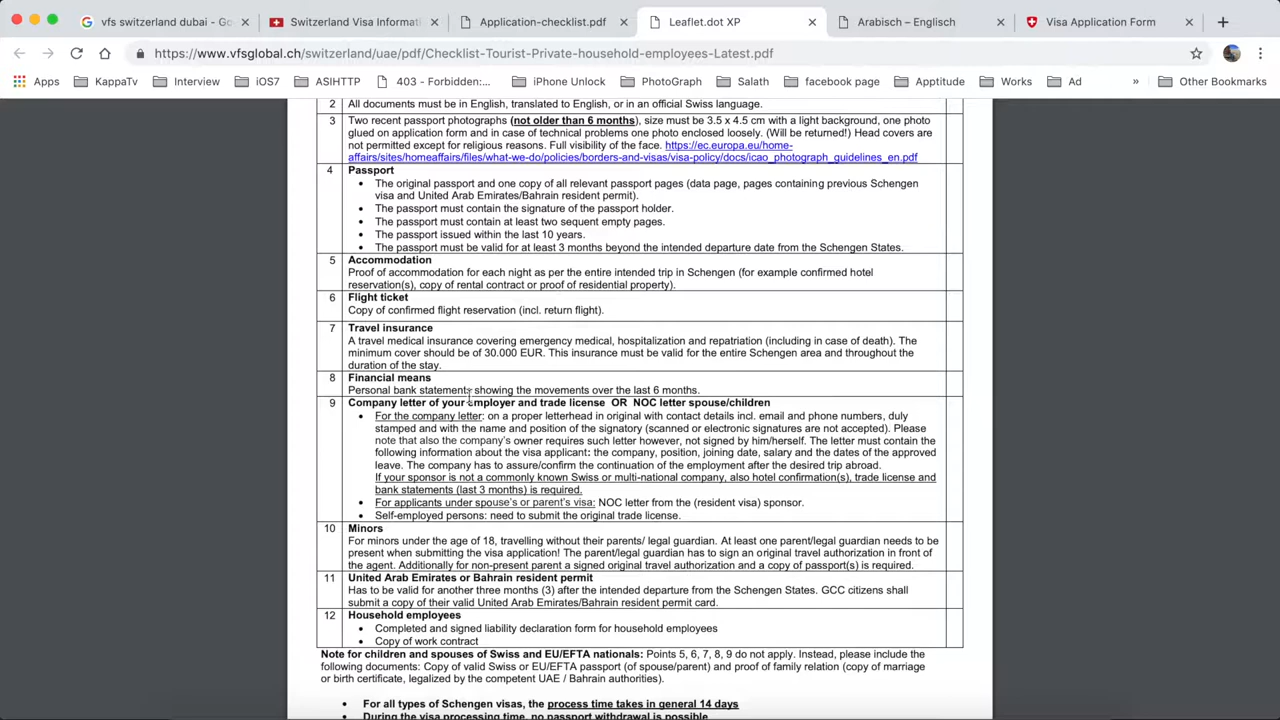 vfs switzerland dubai - Go
Switzerland Visa Informati
Application-checklist.pdf
Leaflet.dot XP
Arabisch – Englisch
Visa Application Form
https://www.vfsglobal.ch/switzerland/uae/pdf/Checklist-Tourist-Private-household-employees-Latest.pdf
Apps
KappaTv
Interview
iOS7
ASIHTTP
403 - Forbidden:...
iPhone Unlock
PhotoGraph
Salath
facebook page
Apptitude
Works
Ad
»
Other Bookmarks
2 All documents must be in English, translated to English, or in an official Swiss language.
3 Two recent passport photographs (not older than 6 months), size must be 3.5 x 4.5 cm with a light background, one photo
glued on application form and in case of technical problems one photo enclosed loosely. (Will be returned!) Head covers are
not permitted except for religious reasons. Full visibility of the face. https://ec.europa.eu/home-
affairs/sites/homeaffairs/files/what-we-do/policies/borders-and-visas/visa-policy/docs/icao_photograph_guidelines_en.pdf
4 Passport
• The original passport and one copy of all relevant passport pages (data page, pages containing previous Schengen
visa and United Arab Emirates/Bahrain resident permit).
• The passport must contain the signature of the passport holder.
• The passport must contain at least two sequent empty pages.
• The passport issued within the last 10 years.
• The passport must be valid for at least 3 months beyond the intended departure date from the Schengen States.
5 Accommodation
Proof of accommodation for each night as per the entire intended trip in Schengen (for example confirmed hotel
reservation(s), copy of rental contract or proof of residential property).
6 Flight ticket
Copy of confirmed flight reservation (incl. return flight).
7 Travel insurance
A travel medical insurance covering emergency medical, hospitalization and repatriation (including in case of death). The
minimum cover should be of 30.000 EUR. This insurance must be valid for the entire Schengen area and throughout the
duration of the stay.
8 Financial means
Personal bank statements showing the movements over the last 6 months.
9 Company letter of your employer and trade license OR NOC letter spouse/children
• For the company letter: on a proper letterhead in original with contact details incl. email and phone numbers, duly
stamped and with the name and position of the signatory (scanned or electronic signatures are not accepted). Please
note that also the company's owner requires such letter however, not signed by him/herself. The letter must contain the
following information about the visa applicant: the company, position, joining date, salary and the dates of the approved
leave. The company has to assure/confirm the continuation of the employment after the desired trip abroad.
If your sponsor is not a commonly known Swiss or multi-national company, also hotel confirmation(s), trade license and
bank statements (last 3 months) is required.
• For applicants under spouse's or parent's visa: NOC letter from the (resident visa) sponsor.
• Self-employed persons: need to submit the original trade license.
10 Minors
For minors under the age of 18, travelling without their parents/ legal guardian. At least one parent/legal guardian needs to be
present when submitting the visa application! The parent/legal guardian has to sign an original travel authorization in front of
the agent. Additionally for non-present parent a signed original travel authorization and a copy of passport(s) is required.
11 United Arab Emirates or Bahrain resident permit
Has to be valid for another three months (3) after the intended departure from the Schengen States. GCC citizens shall
submit a copy of their valid United Arab Emirates/Bahrain resident permit card.
12 Household employees
• Completed and signed liability declaration form for household employees
• Copy of work contract
Note for children and spouses of Swiss and EU/EFTA nationals: Points 5, 6, 7, 8, 9 do not apply. Instead, please include the
following documents: Copy of valid Swiss or EU/EFTA passport (of spouse/parent) and proof of family relation (copy of marriage
or birth certificate, legalized by the competent UAE / Bahrain authorities).
• For all types of Schengen visas, the process time takes in general 14 days
• During the visa processing time, no passport withdrawal is possible